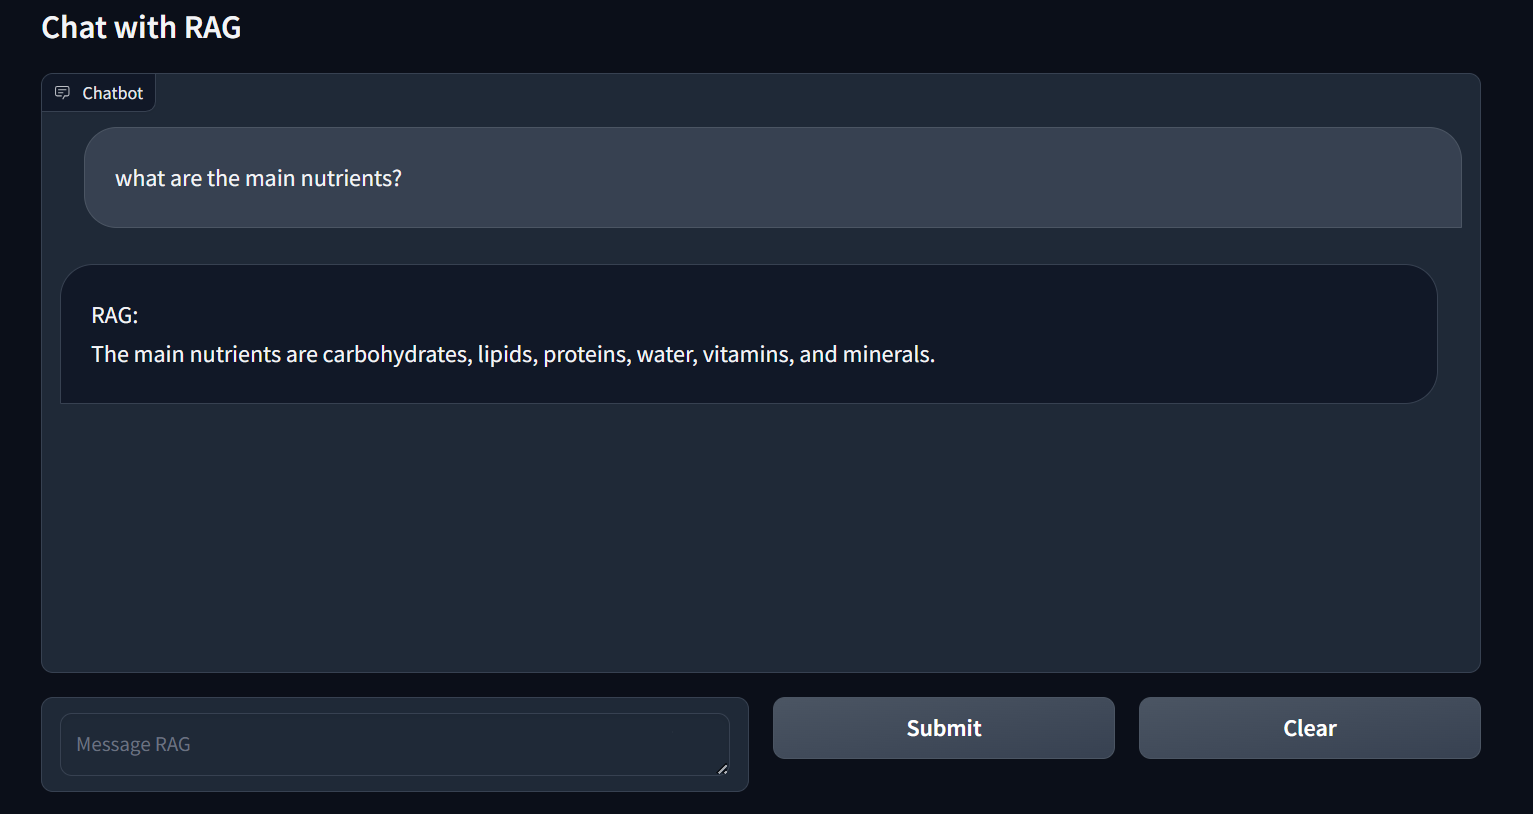 Chat with RAG
Chatbot
what are the main nutrients?
RAG:
The main nutrients are carbohydrates, lipids, proteins, water, vitamins, and minerals.
Message RAG
Submit
Clear